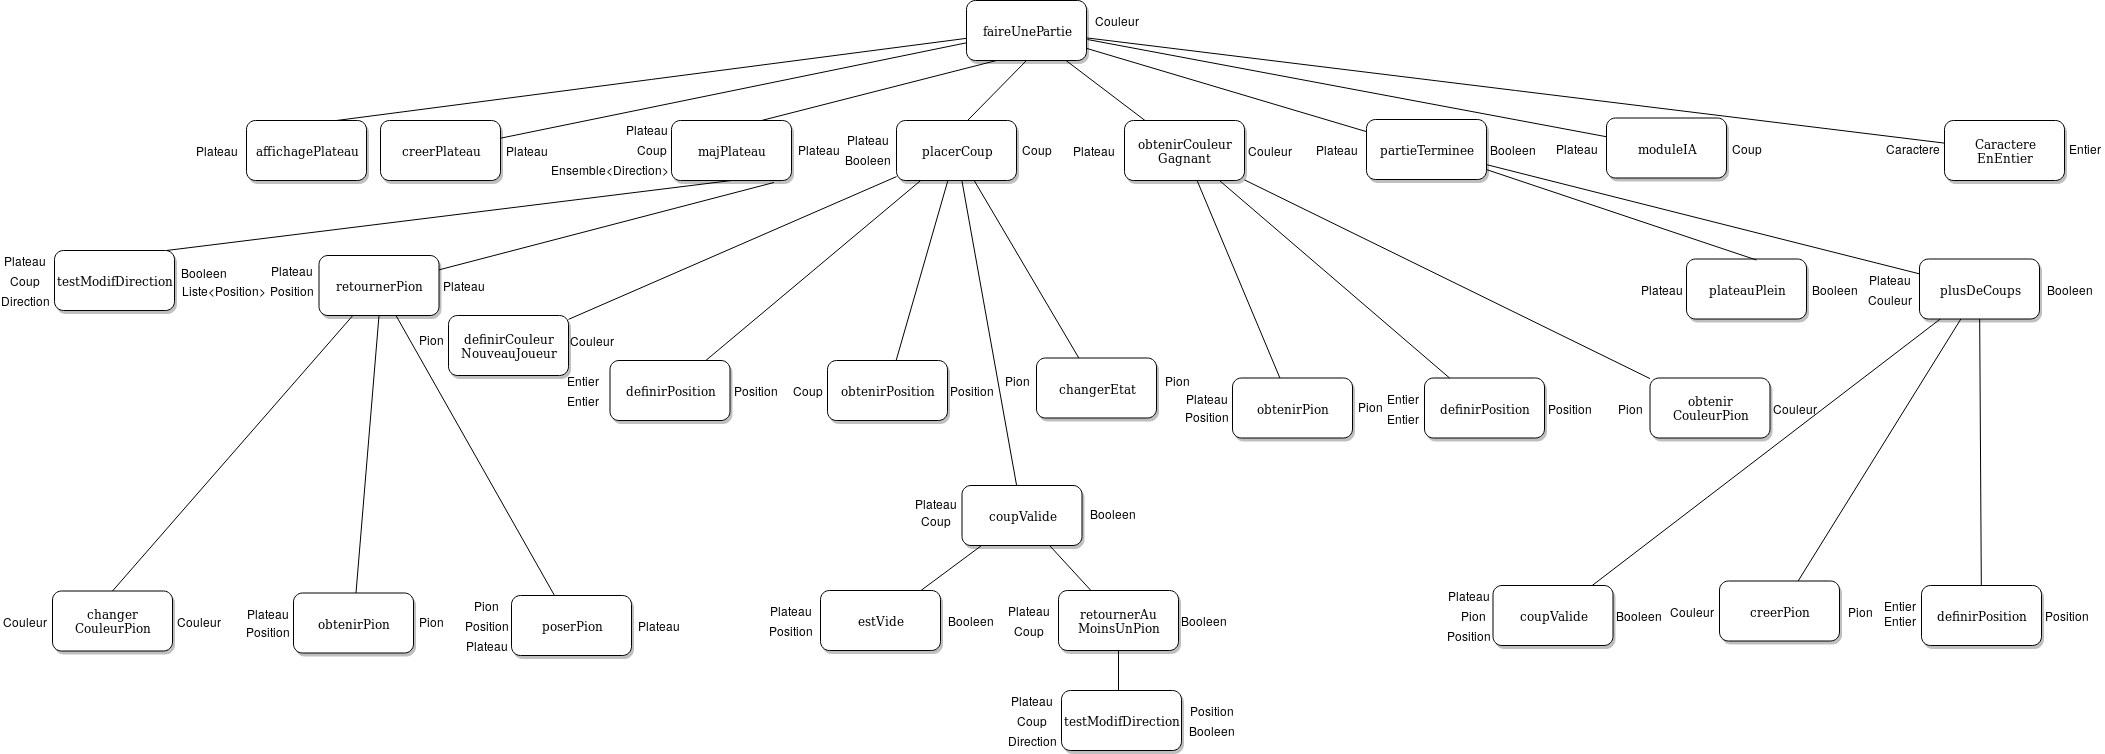 faireUnePartie
Couleur
Plateau
affichagePlateau
creerPlateau
Plateau
Plateau
Coup
Ensemble<Direction>
majPlateau
Plateau
Plateau
Booleen
placerCoup
Coup
Plateau
obtenirCouleur
Gagnant
Couleur
Plateau
partieTerminee
Booleen
Plateau
moduleIA
Coup
Caractere
Caractere
EnEntier
Entier
Plateau
Coup
Direction
testModifDirection
Booleen
Liste<Position>
Plateau
Position
retournerPion
Plateau
Plateau
plateauPlein
Booleen
Plateau
Couleur
plusDeCoups
Booleen
Pion
definirCouleur
NouveauJoueur
Couleur
Entier
Entier
definirPosition
Position
Coup
obtenirPosition
Position
Pion
changerEtat
Pion
Plateau
Position
obtenirPion
Pion
Entier
Entier
definirPosition
Position
Pion
obtenir
CouleurPion
Couleur
Plateau
Coup
coupValide
Booleen
Couleur
changer
CouleurPion
Couleur
Plateau
Position
obtenirPion
Pion
Pion
Position
Plateau
poserPion
Plateau
Plateau
Position
estVide
Booleen
Plateau
Coup
retournerAu
MoinsUnPion
Booleen
Plateau
Pion
Position
coupValide
Booleen
Couleur
creerPion
Pion
Entier
Entier
definirPosition
Position
Plateau
Coup
Direction
testModifDirection
Position
Booleen